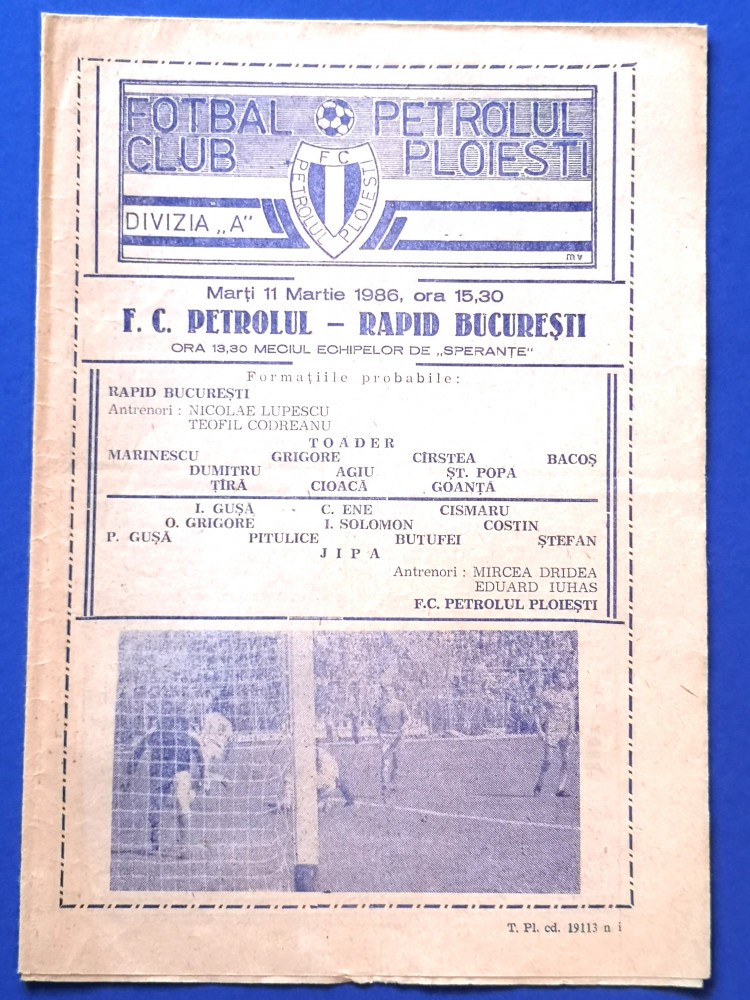 FOTBAL PETROLUL
CLUB PLOIESTI
F C
PETROLUL PLOIEȘTI
DIVIZIA „A"
mv
Marți 11 Martie 1986, ora 15,30
F. C. PETROLUL – RAPID BUCUREȘTI
ORA 13,30 MECIUL ECHIPELOR DE „SPERANȚE"
Formațiile probabile:
RAPID BUCUREȘTI
Antrenori : NICOLAE LUPESCU
TEOFIL CODREANU
TOADER
MARINESCU GRIGORE CÎRSTEA BACOȘ
DUMITRU AGIU ȘT. POPA
ȚÎRĂ CIOACĂ GOANȚĂ
I. GUȘĂ C. ENE CISMARU
O. GRIGORE I. SOLOMON COSTIN
P. GUȘĂ PITULICE BUTUFEI ȘTEFAN
JIPA
Antrenori : MIRCEA DRIDEA
EDUARD IUHAS
F.C. PETROLUL PLOIEȘTI
T. Pl. cd. 19113 n i